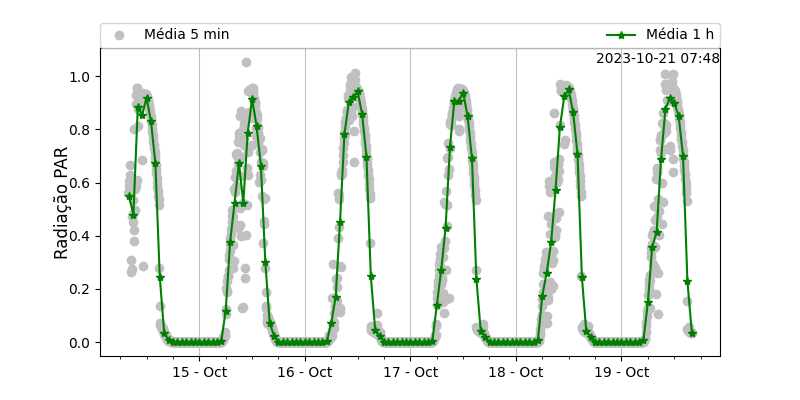 Média 5 min
Média 1 h
2023-10-21 07:48
Radiação PAR
1.0
0.8
0.6
0.4
0.2
0.0
15 - Oct
16 - Oct
17 - Oct
18 - Oct
19 - Oct